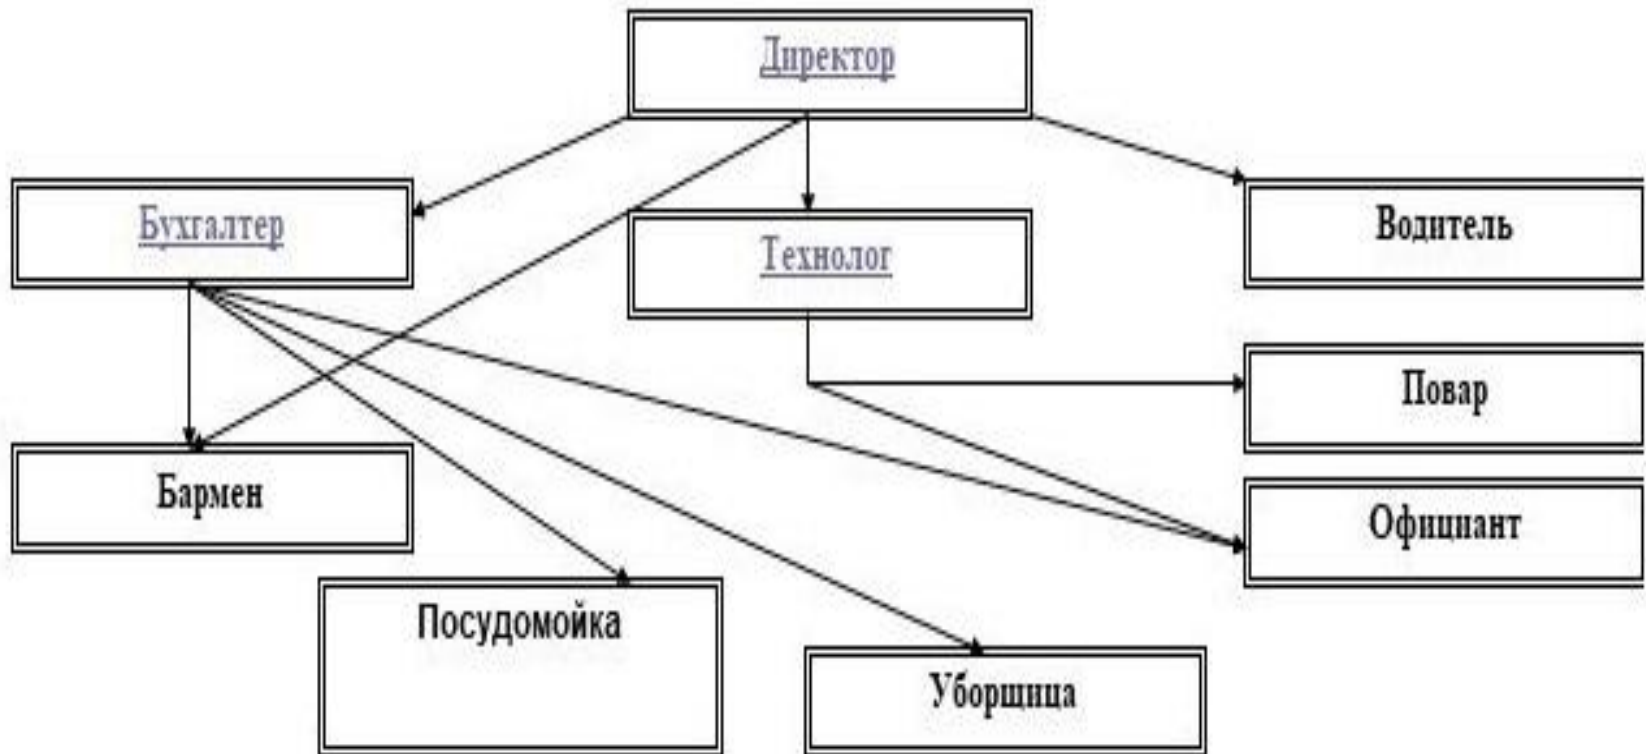 Директор
Бухгалтер
Технолог
Водитель
Повар
Бармен
Официант
Посудомойка
Уборщица